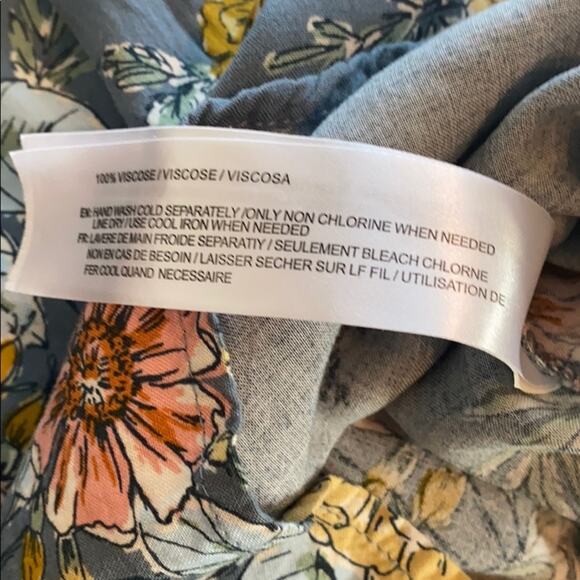 100% VISCOSE / VISCOSE / VISCOSA
EN: HAND WASH COLD SEPARATELY /ONLY NON CHLORINE WHEN NEEDED
LINE DRY / USE COOL IRON WHEN NEEDED
FR: LAVERE DE MAIN FROIDE SEPARATIY / SEULEMENT BLEACH CHLORNE
NON EN CAS DE BESOIN / LAISSER SECHER SUR LF FIL / UTILISATION DE
FER COOL QUAND NECESSAIRE